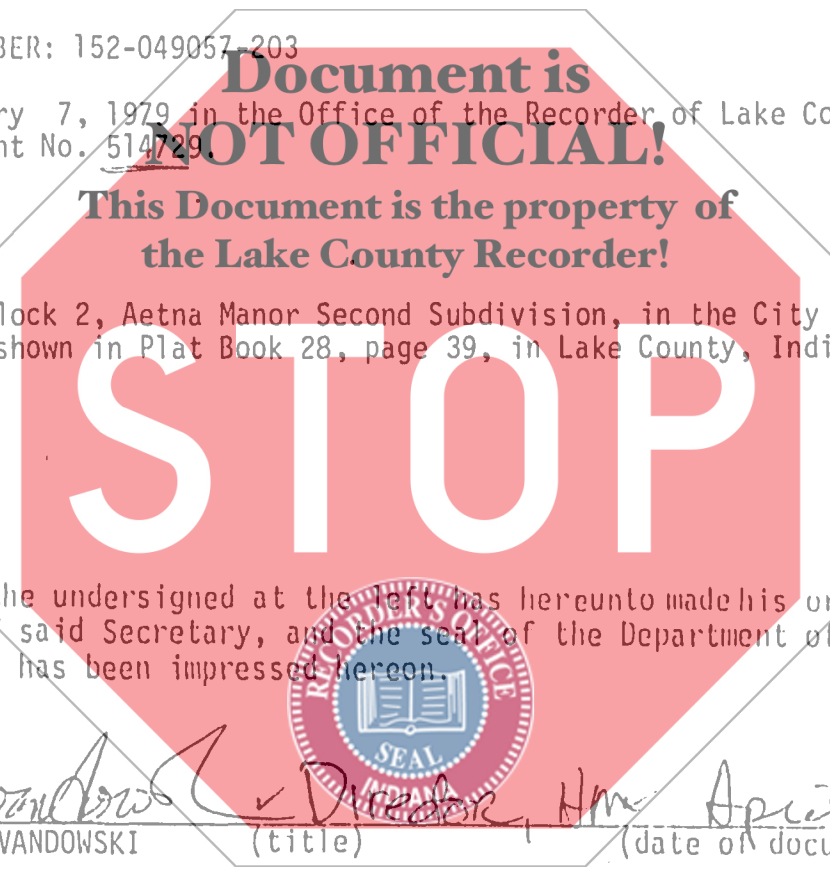 BER: 152-049057-203
Document is
ry 7, 1979 in the Office of the Recorder of Lake Co
NOT OFFICIAL!
nt No. 514729.
This Document is the property of
the Lake County Recorder!
lock 2, Aetna Manor Second Subdivision, in the City
shown in Plat Book 28, page 39, in Lake County, Indi
STOP
he undersigned at the left has hereunto made his or
said Secretary, and the seal of the Department of
has been impressed hereon.
RECORDER'S OFFICE
SEAL
INDIANA
Director,
VANDOWSKI (title) (date of docu